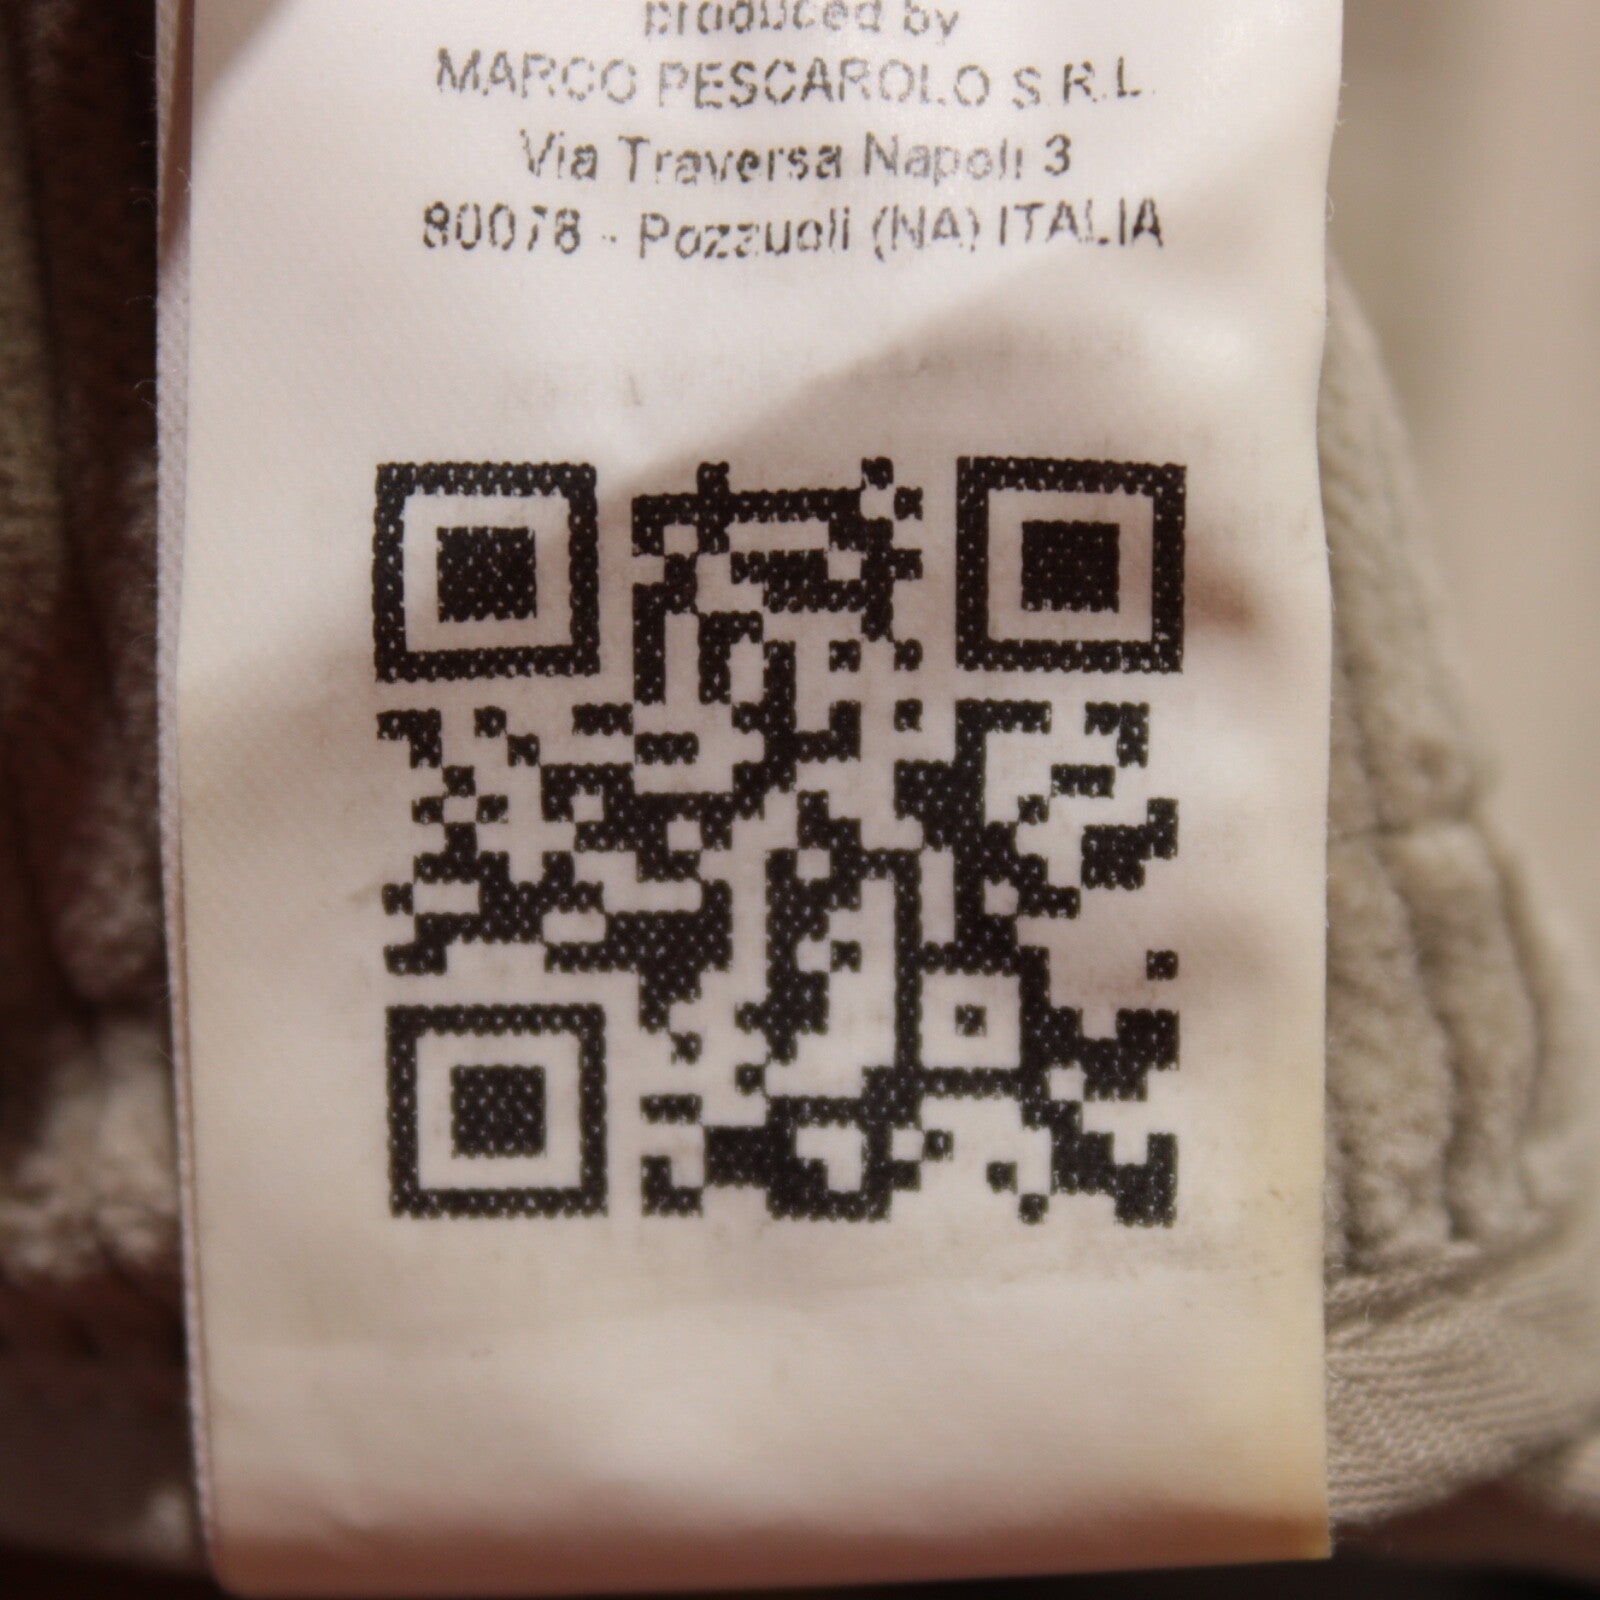 produced by
MARCO PESCAROLO S.R.L.
Via Traversa Napoli 3
80078 - Pozzuoli (NA) ITALIA